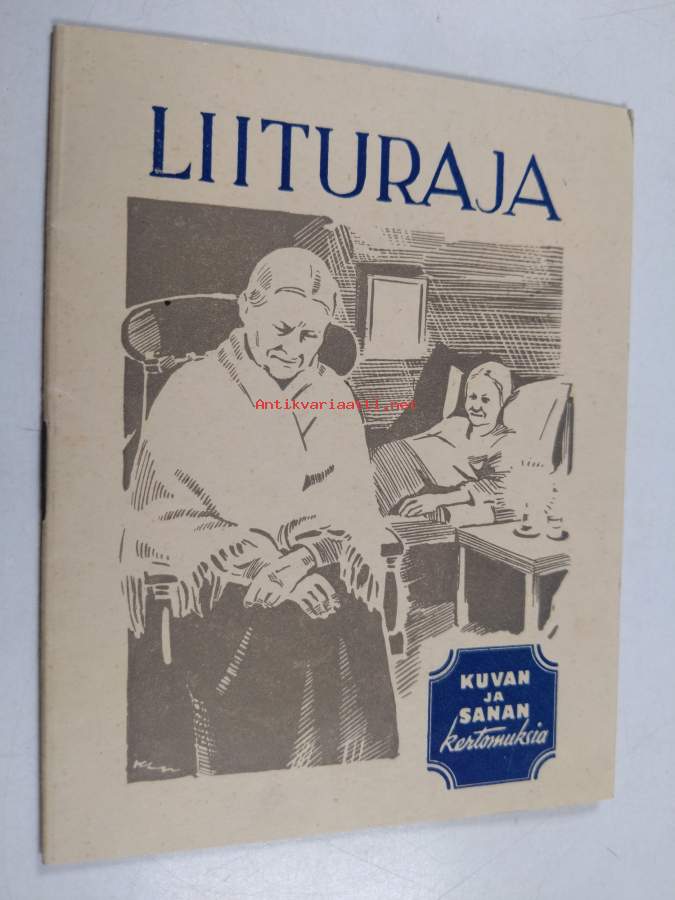 LIITURAJA
Antikvariaatti.net
KUVAN
JA
SANAN
kertomuksia